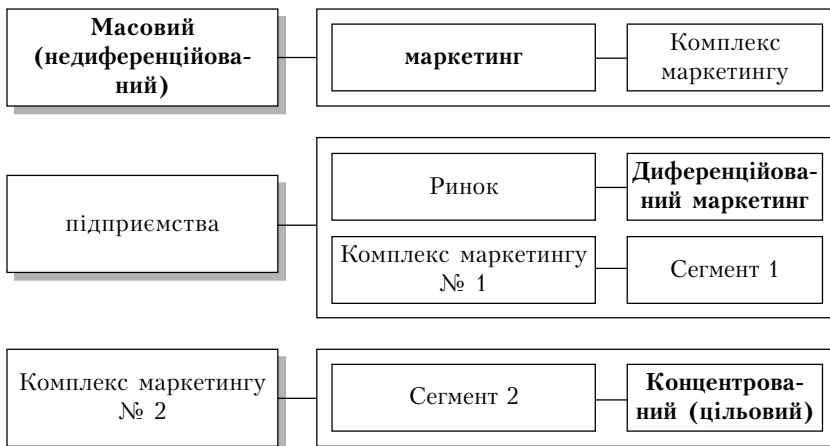 Масовий
(недиференційова-
ний)
маркетинг
Комплекс
маркетингу
підприємства
Ринок
Диференційова-
ний маркетинг
Комплекс маркетингу
№ 1
Сегмент 1
Комплекс маркетингу
№ 2
Сегмент 2
Концентрова-
ний (цільовий)